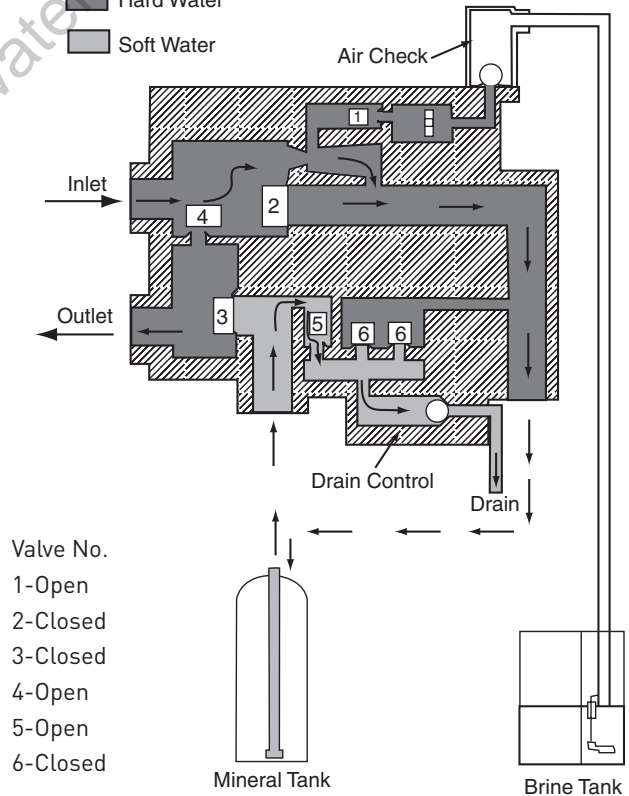 Hard Water
Soft Water
Air Check
1
Inlet
2
4
Outlet
3
5
6
6
Drain Control
Drain
Valve No.
1-Open
2-Closed
3-Closed
4-Open
5-Open
6-Closed
Mineral Tank
Brine Tank